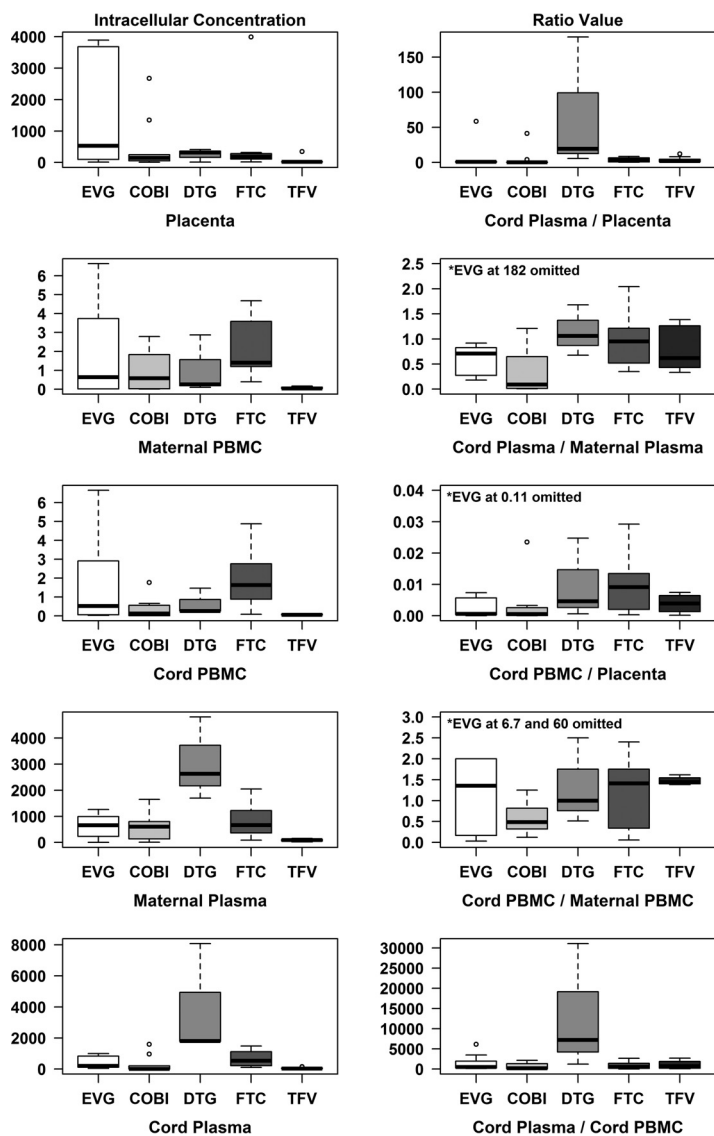 Intracellular Concentration
4000
3000
2000
1000
0
EVG COBI DTG FTC TFV
Placenta
Ratio Value
150
100
50
0
EVG COBI DTG FTC TFV
Cord Plasma / Placenta
6
5
4
3
2
1
0
EVG COBI DTG FTC TFV
Maternal PBMC
*EVG at 182 omitted
2.5
2.0
1.5
1.0
0.5
0.0
EVG COBI DTG FTC TFV
Cord Plasma / Maternal Plasma
6
5
4
3
2
1
0
EVG COBI DTG FTC TFV
Cord PBMC
*EVG at 0.11 omitted
0.04
0.03
0.02
0.01
0.00
EVG COBI DTG FTC TFV
Cord PBMC / Placenta
4000
3000
2000
1000
0
EVG COBI DTG FTC TFV
Maternal Plasma
*EVG at 6.7 and 60 omitted
3.0
2.5
2.0
1.5
1.0
0.5
0.0
EVG COBI DTG FTC TFV
Cord PBMC / Maternal PBMC
8000
6000
4000
2000
0
EVG COBI DTG FTC TFV
Cord Plasma
30000
25000
20000
15000
10000
5000
0
EVG COBI DTG FTC TFV
Cord Plasma / Cord PBMC